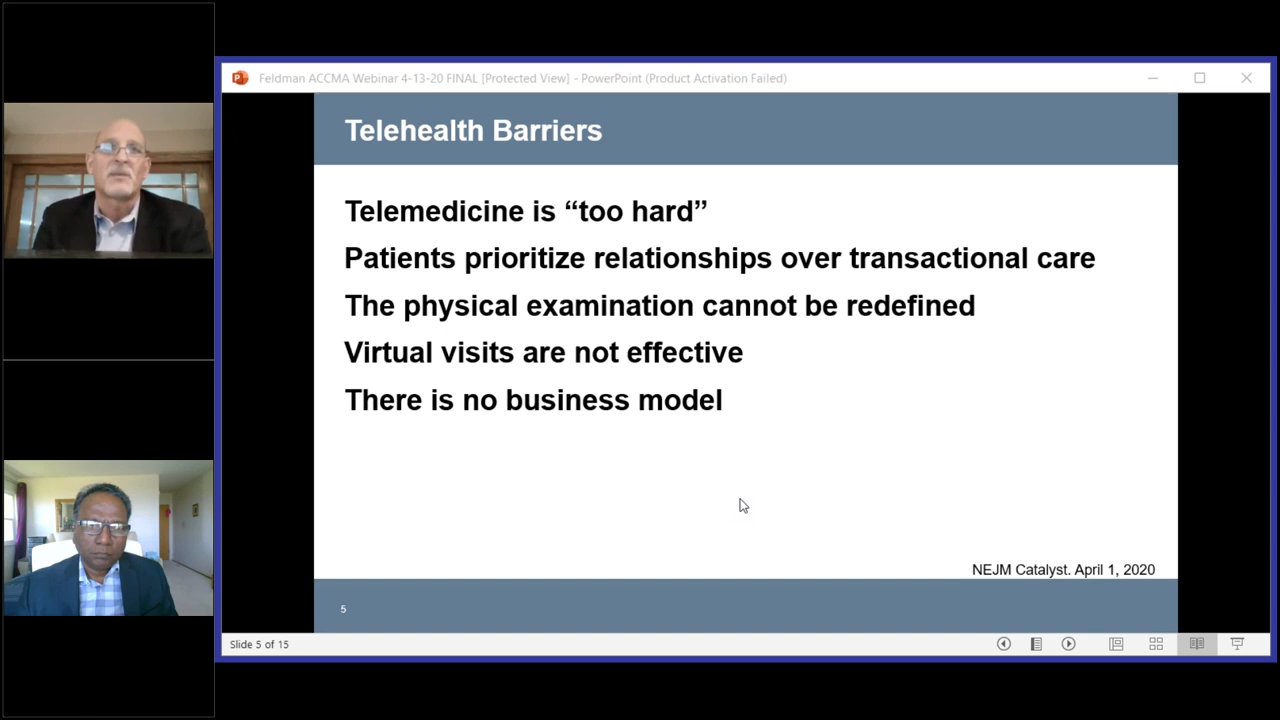 Feldman ACCMA Webinar 4-13-20 FINAL [Protected View] - PowerPoint (Product Activation Failed)
Telehealth Barriers
Telemedicine is “too hard”
Patients prioritize relationships over transactional care
The physical examination cannot be redefined
Virtual visits are not effective
There is no business model
NEJM Catalyst. April 1, 2020
5
Slide 5 of 15